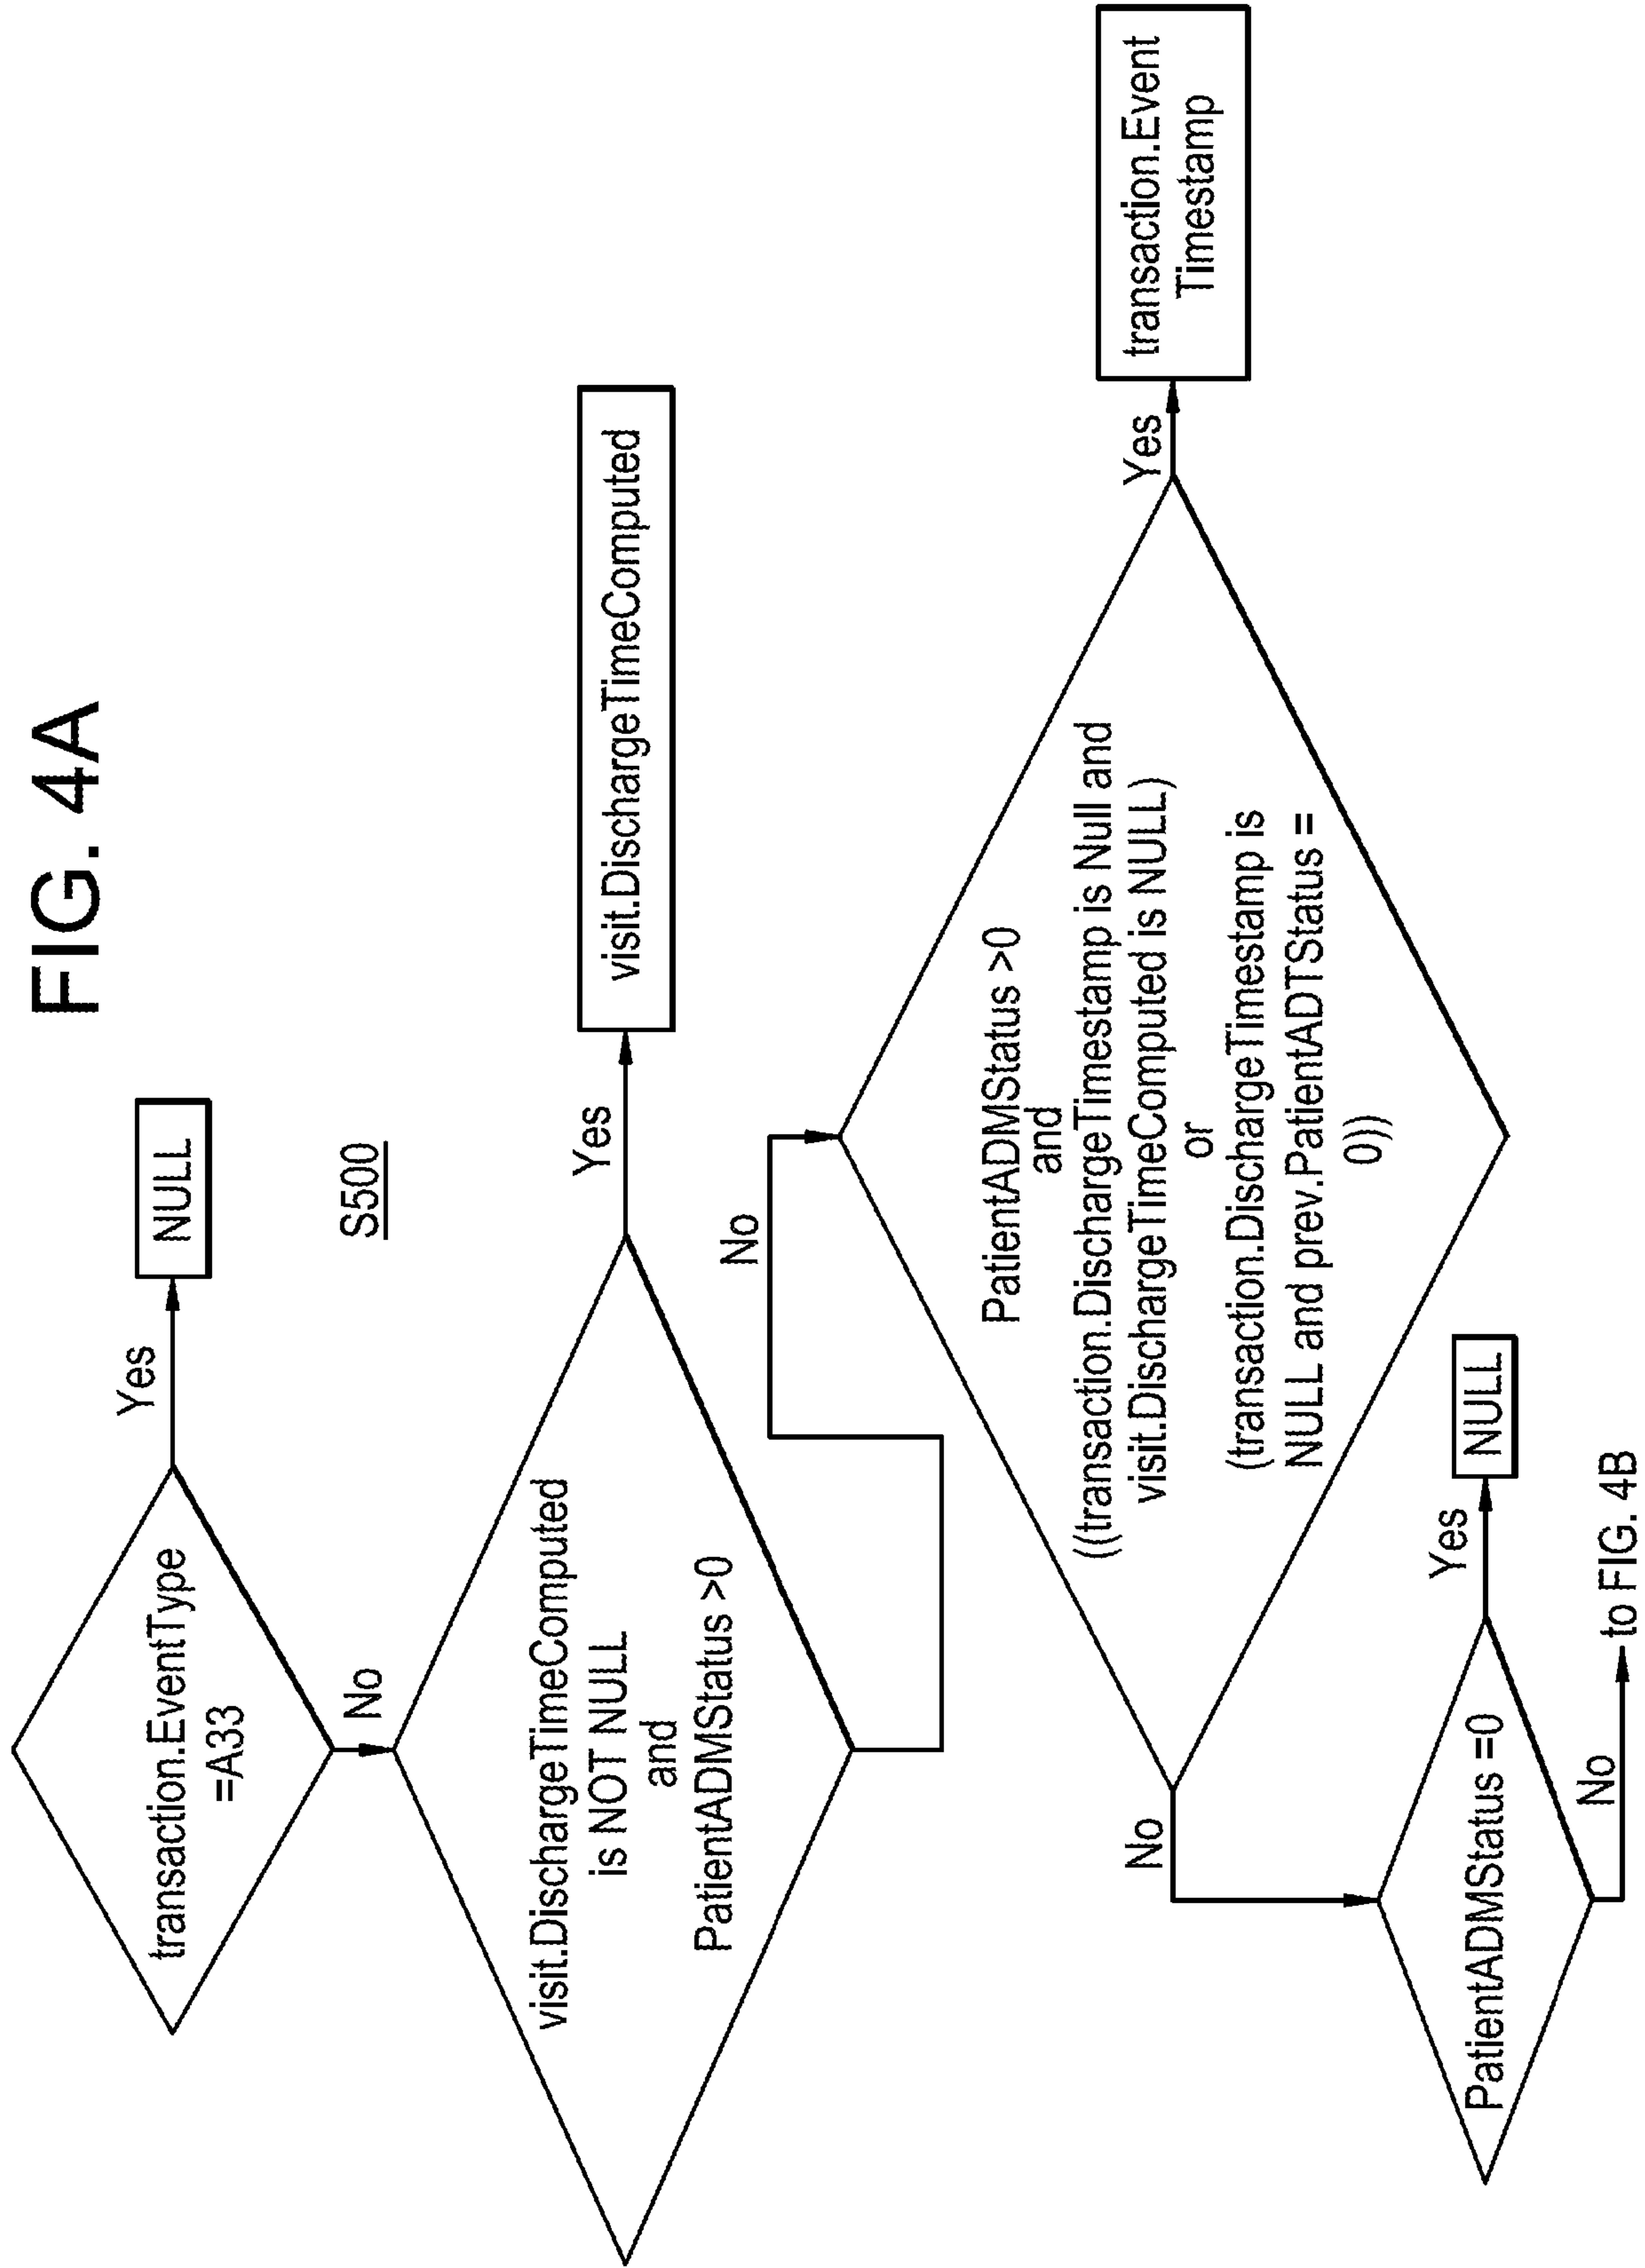 FIG. 4A
transaction.EventType
=A33
Yes
NULL
No
S500
visit.DischargeTimeComputed
is NOT NULL
and
PatientADMStatus >0
Yes
visit.DischargeTimeComputed
No
PatientADMStatus >0
and
((transaction.DischargeTimestamp is Null and
visit.DischargeTimeComputed is NULL)
or
(transaction.DischargeTimestamp is
NULL and prev.PatientADTStatus =
0))
Yes
transaction.Event
Timestamp
No
PatientADMStatus =0
Yes
NULL
No
to FIG. 4B